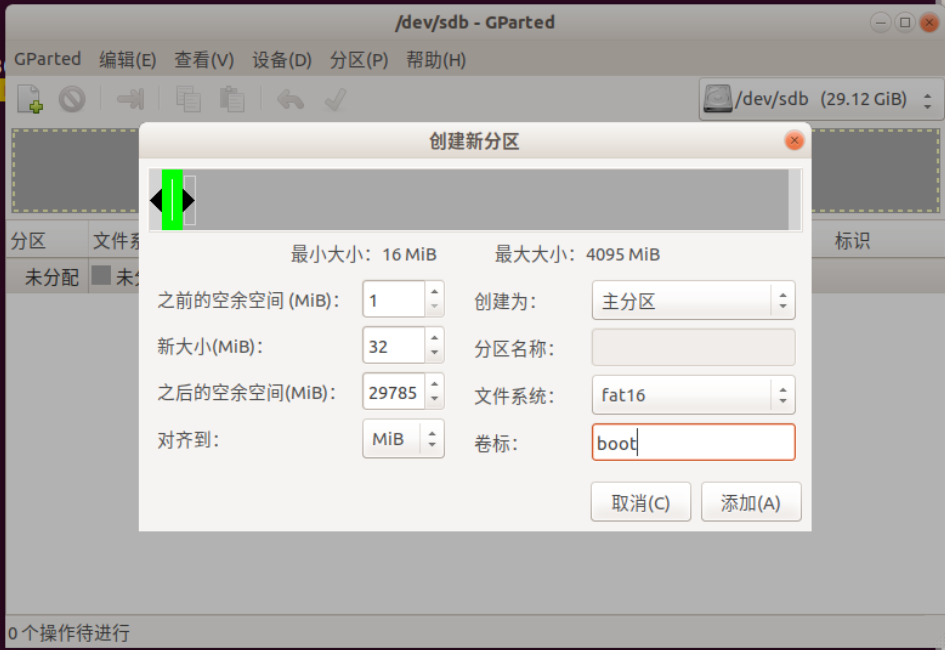 /dev/sdb - GParted
GParted 编辑(E) 查看(V) 设备(D) 分区(P) 帮助(H)
/dev/sdb (29.12 GiB)
创建新分区
最小大小：16 MiB 最大大小：4095 MiB
分区 文件系 标识
未分配 未
之前的空余空间 (MiB)： 1 创建为： 主分区
新大小(MiB)： 32 分区名称：
之后的空余空间(MiB)： 29785 文件系统： fat16
对齐到： MiB 卷标： boot
取消(C) 添加(A)
0 个操作待进行